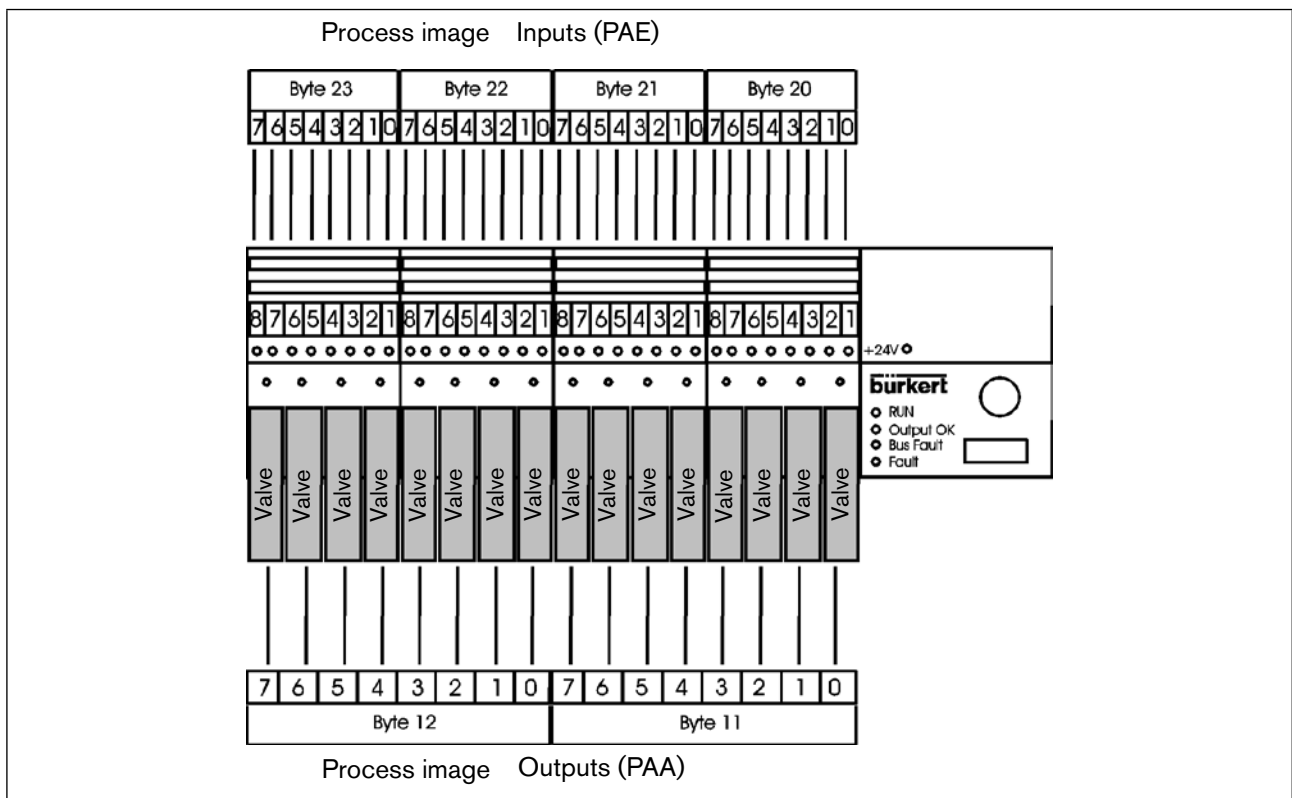 Process image Inputs (PAE)
Byte 23 Byte 22 Byte 21 Byte 20
7 6 5 4 3 2 1 0 7 6 5 4 3 2 1 0 7 6 5 4 3 2 1 0 7 6 5 4 3 2 1 0
8 7 6 5 4 3 2 1 8 7 6 5 4 3 2 1 8 7 6 5 4 3 2 1 8 7 6 5 4 3 2 1
+24V
bürkert
RUN
Output OK
Bus Fault
Fault
Valve Valve Valve Valve Valve Valve Valve Valve Valve Valve Valve Valve Valve Valve Valve Valve
7 6 5 4 3 2 1 0 7 6 5 4 3 2 1 0
Byte 12 Byte 11
Process image Outputs (PAA)